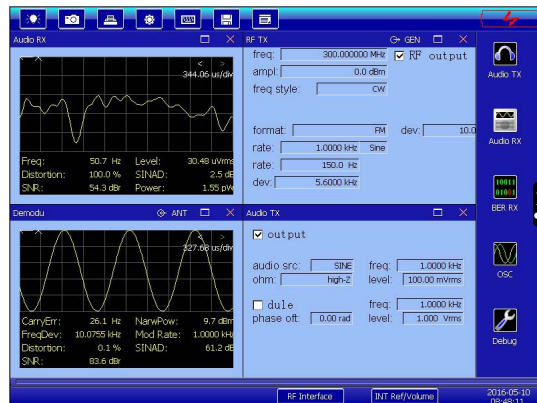 Audio RX
< >
344.06 us/div
Freq: 50.7 Hz Level: 30.48 uVrms
Distortion: 100.0 % SINAD: 2.5 dB
SNR: 54.3 dBr Power: 1.55 pW
RF TX GEN
freq: 300.000000 MHz RF output
ampl: 0.0 dBm
freq style: CW
format: FM dev: 10.0
rate: 1.0000 kHz Sine
rate: 150.0 Hz
dev: 5.6000 kHz
Demodu ANT
< >
327.68 us/div
CarryErr: 26.1 Hz NarwPow: 9.7 dBm
FreqDev: 10.0755 kHz Mod Rate: 1.0000 kHz
Distortion: 0.1 % SINAD: 61.2 dB
SNR: 83.6 dBr
Audio TX
output
audio src: SINE freq: 1.0000 kHz
ohm: high-Z level: 100.00 mVrms
dule freq: 1.0000 kHz
phase oft: 0.00 rad level: 1.000 Vrms
Audio TX
Audio RX
10011
01001
BER RX
OSC
Debug
RF Interface
INT Ref/Volume
2016-05-10
08:48:11